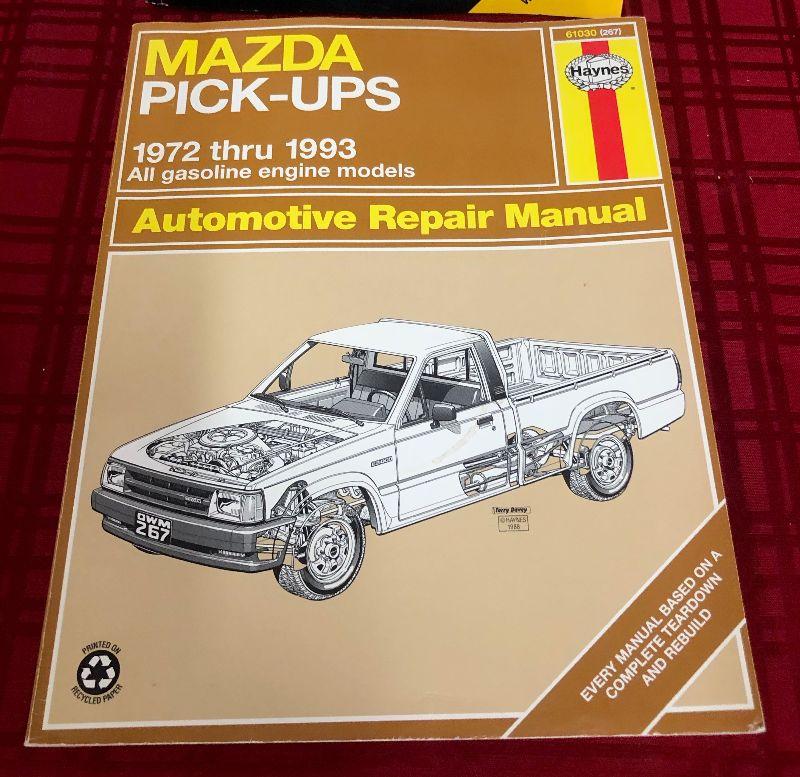 MAZDA
PICK-UPS
1972 thru 1993
All gasoline engine models
61030 (267)
Haynes
Automotive Repair Manual
OWM
267
Terry Davey
© HAYNES
1988
PRINTED ON
RECYCLED PAPER
EVERY MANUAL BASED ON A
COMPLETE TEARDOWN
AND REBUILD